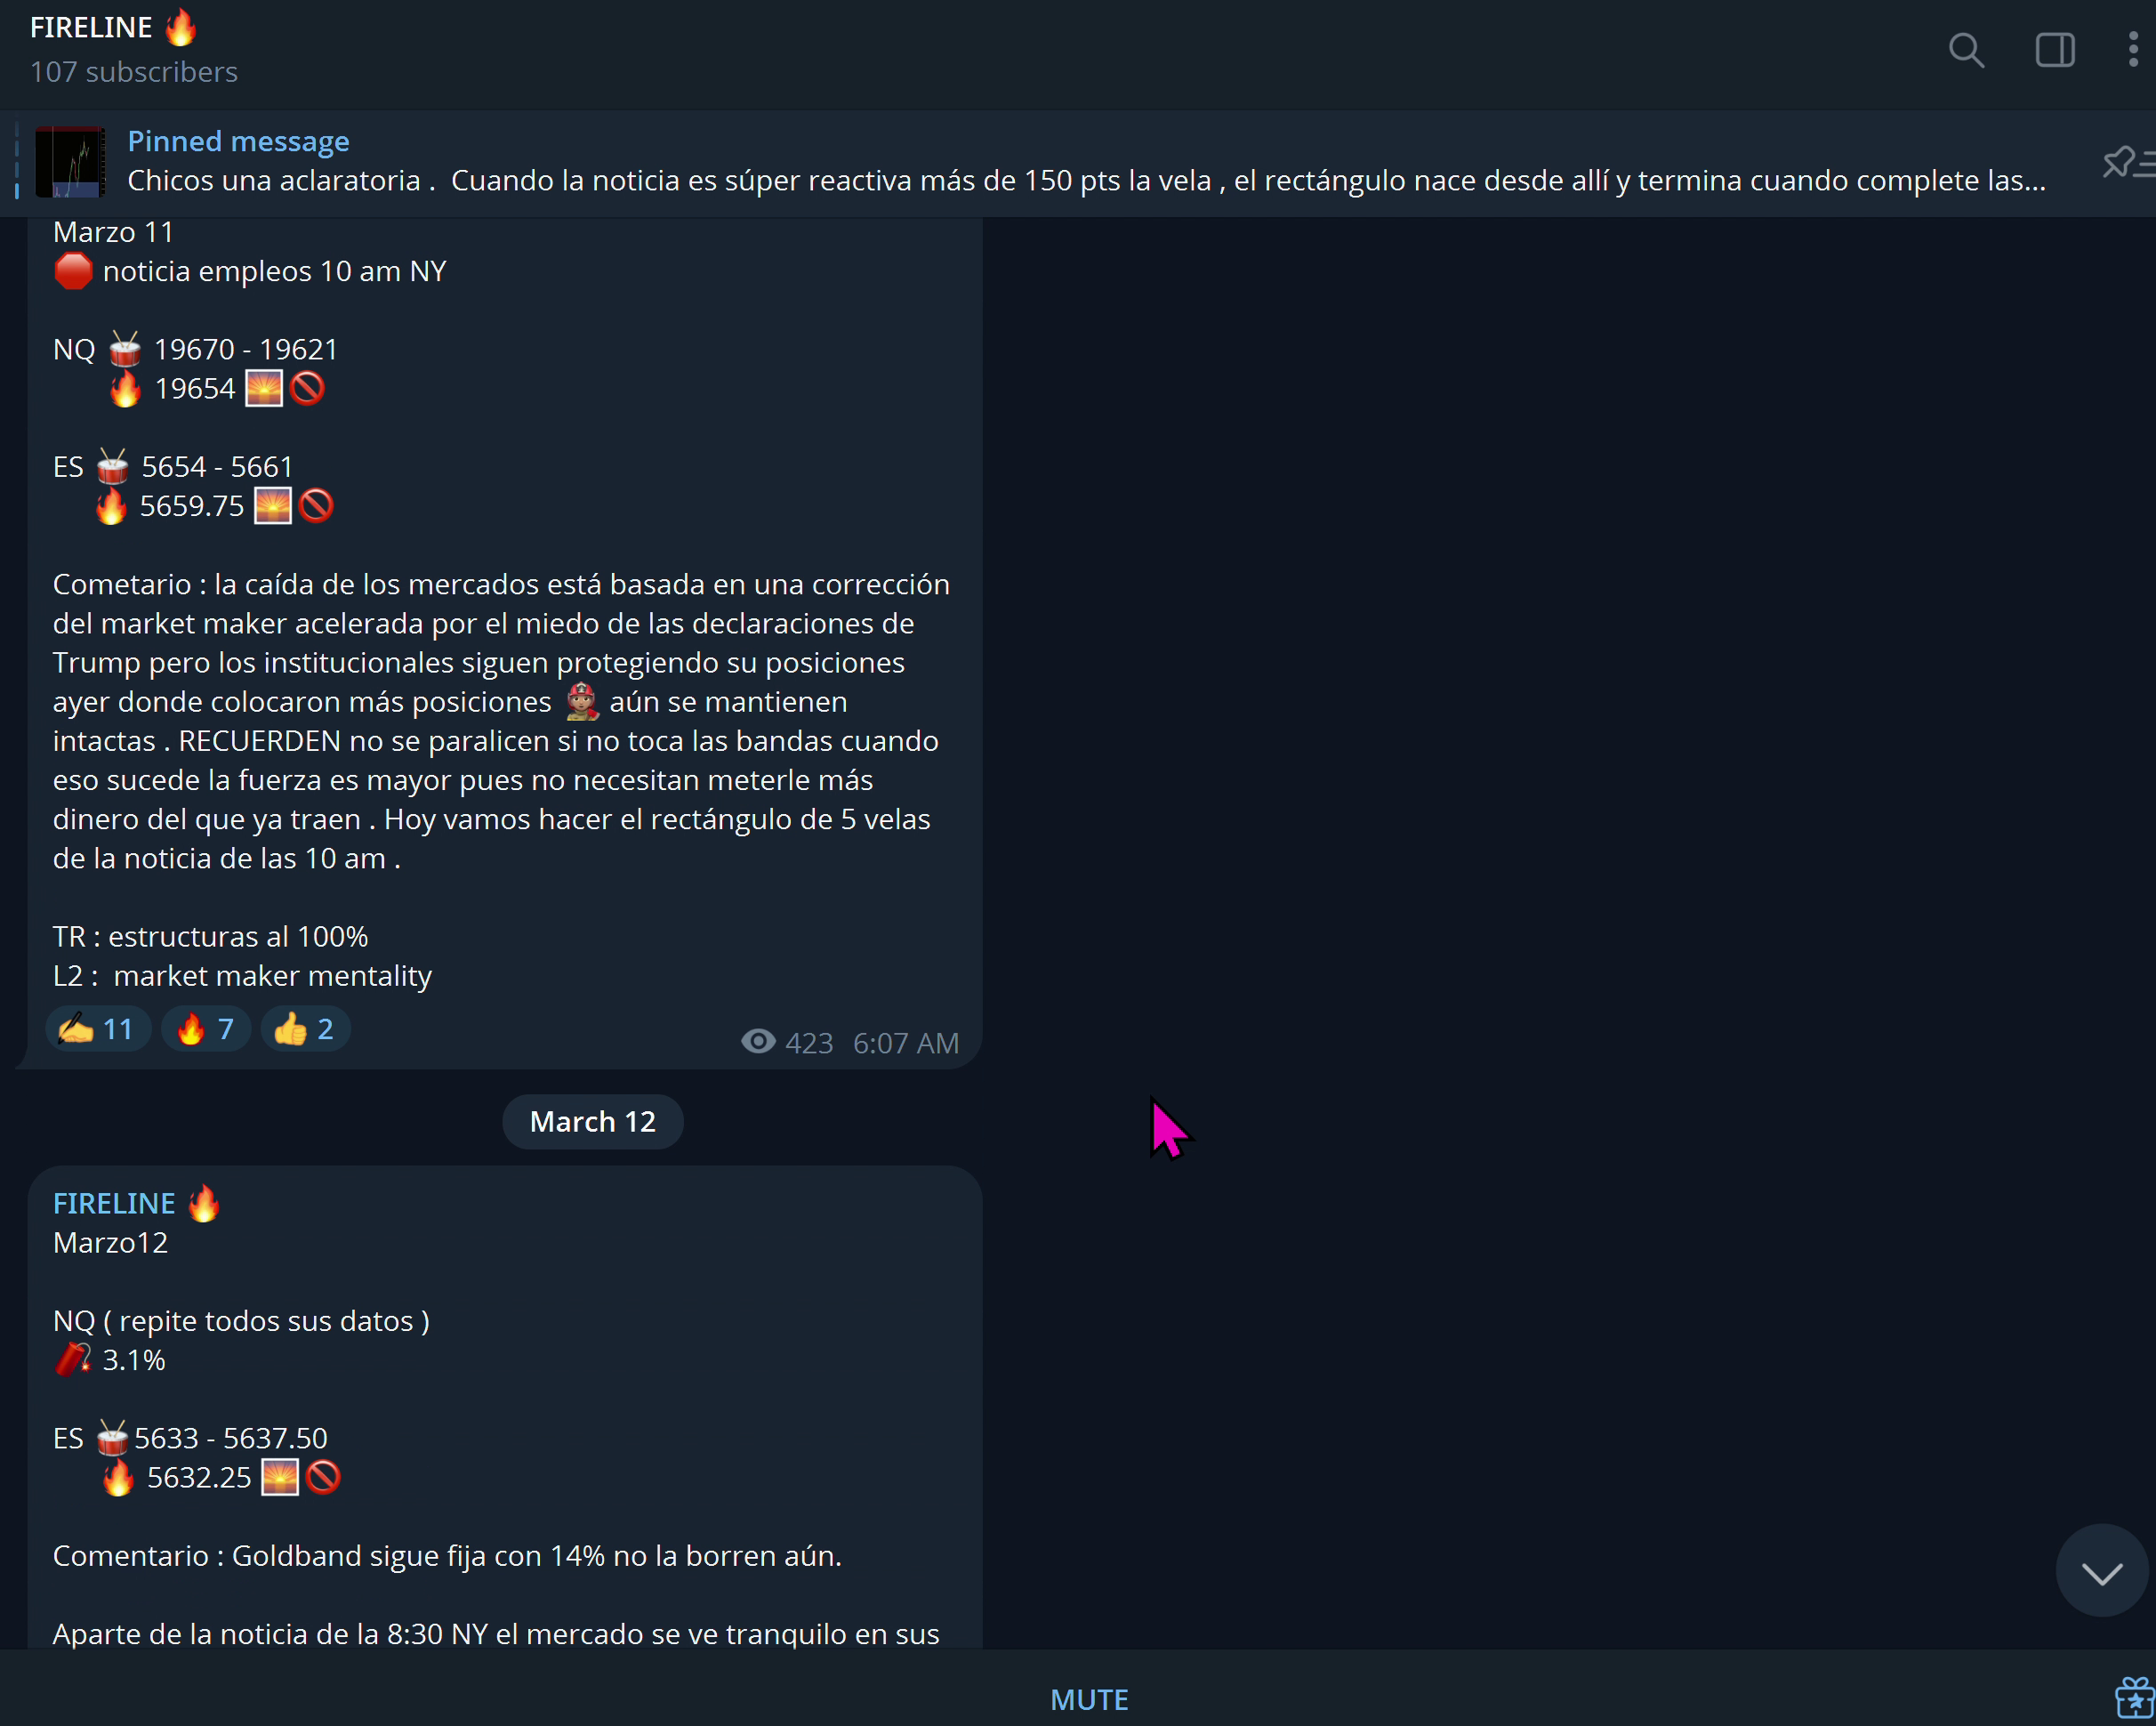 FIRELINE 🔥
107 subscribers
Pinned message
Chicos una aclaratoria .  Cuando la noticia es súper reactiva más de 150 pts la vela , el rectángulo nace desde allí y termina cuando complete las...
Marzo 11
🛑 noticia empleos 10 am NY
NQ 🥁 19670 - 19621
🔥 19654 🌅🚫
ES 🥁 5654 - 5661
🔥 5659.75 🌅🚫
Cometario : la caída de los mercados está basada en una corrección
del market maker acelerada por el miedo de las declaraciones de
Trump pero los institucionales siguen protegiendo su posiciones
ayer donde colocaron más posiciones 👩🏽‍🚒 aún se mantienen
intactas . RECUERDEN no se paralicen si no toca las bandas cuando
eso sucede la fuerza es mayor pues no necesitan meterle más
dinero del que ya traen . Hoy vamos hacer el rectángulo de 5 velas
de la noticia de las 10 am .
TR : estructuras al 100%
L2 :  market maker mentality
✍️ 11 🔥 7 👍 2
423 6:07 AM
March 12
FIRELINE 🔥
Marzo12
NQ ( repite todos sus datos )
🧨 3.1%
ES 🥁5633 - 5637.50
🔥 5632.25 🌅🚫
Comentario : Goldband sigue fija con 14% no la borren aún.
Aparte de la noticia de la 8:30 NY el mercado se ve tranquilo en sus
MUTE